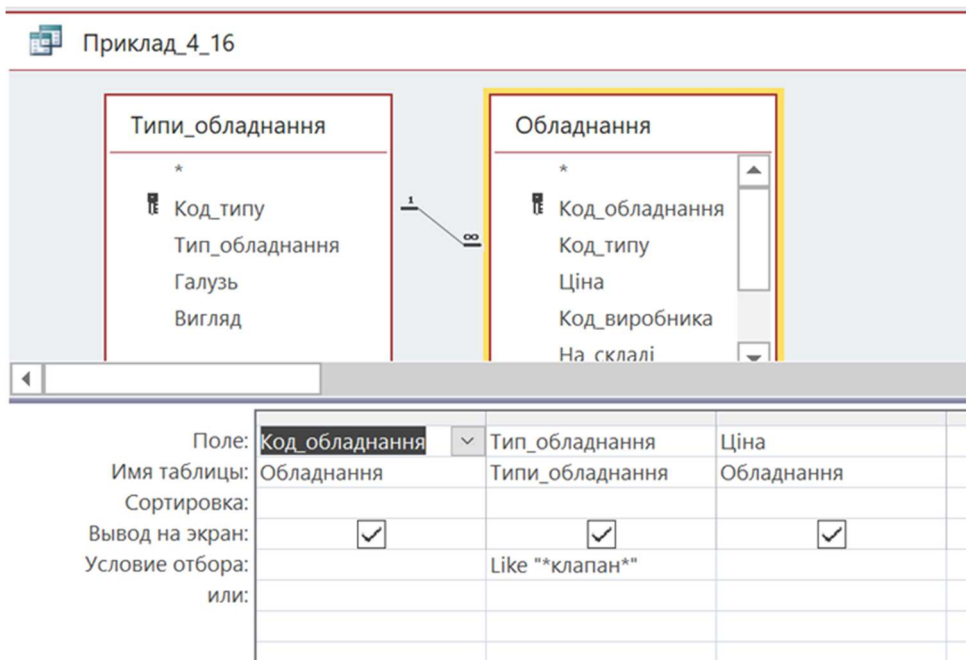 Приклад_4_16
Типи_обладнання
*
Код_типу
Тип_обладнання
Галузь
Вигляд
1
∞
Обладнання
*
Код_обладнання
Код_типу
Ціна
Код_виробника
На_складі
Поле: Код_обладнання Тип_обладнання Ціна
Имя таблицы: Обладнання Типи_обладнання Обладнання
Сортировка:
Вывод на экран:
Условие отбора: Like "*клапан*"
или: